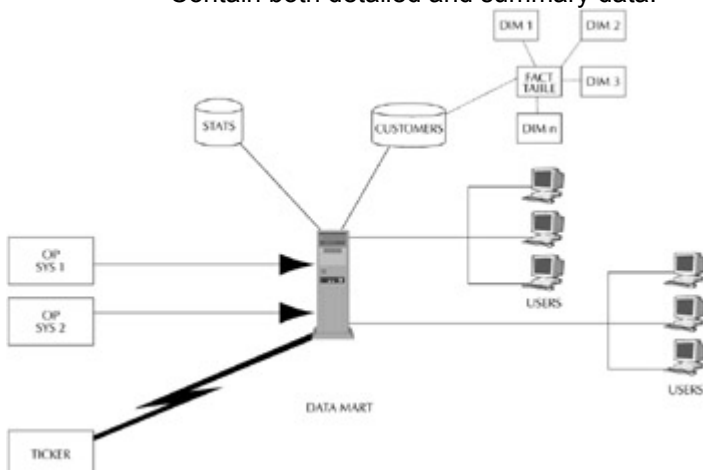 Contain both detailed and summary data.
DIM 1
DIM 2
FACT
TABLE
DIM 3
STATS
CUSTOMERS
DIM n
OP
SYS 1
OP
SYS 2
USERS
USERS
DATA MART
TICKER